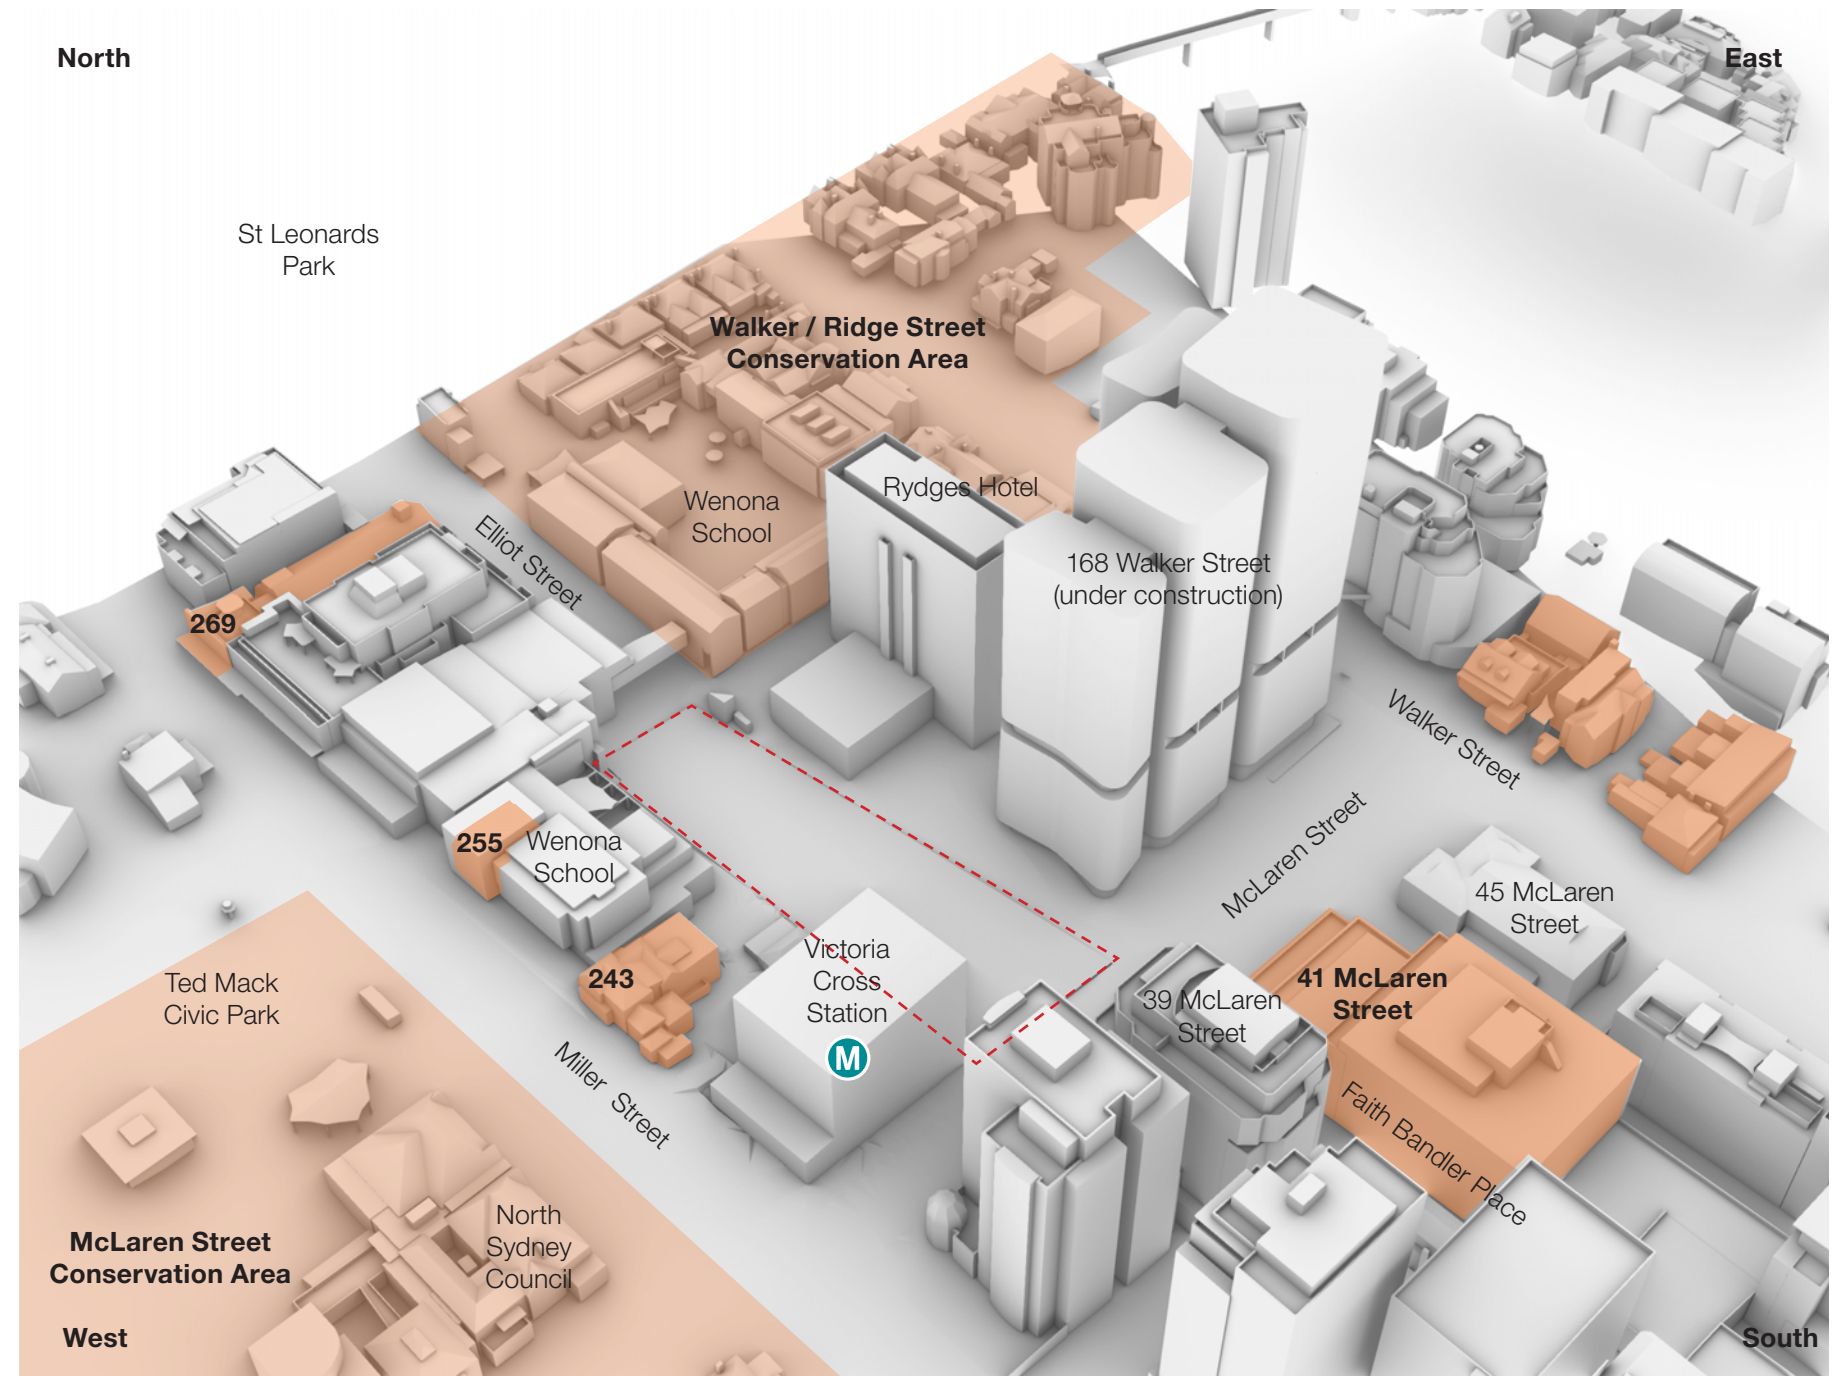 North
East
St Leonards
Park
Walker / Ridge Street
Conservation Area
Rydges Hotel
Wenona
School
Elliot Street
168 Walker Street
(under construction)
269
Walker Street
McLaren Street
255
Wenona
School
45 McLaren
Street
Victoria
Cross
Station
M
243
41 McLaren
Street
39 McLaren
Street
Ted Mack
Civic Park
Miller Street
Faith Bandler Place
North
Sydney
Council
McLaren Street
Conservation Area
West
South